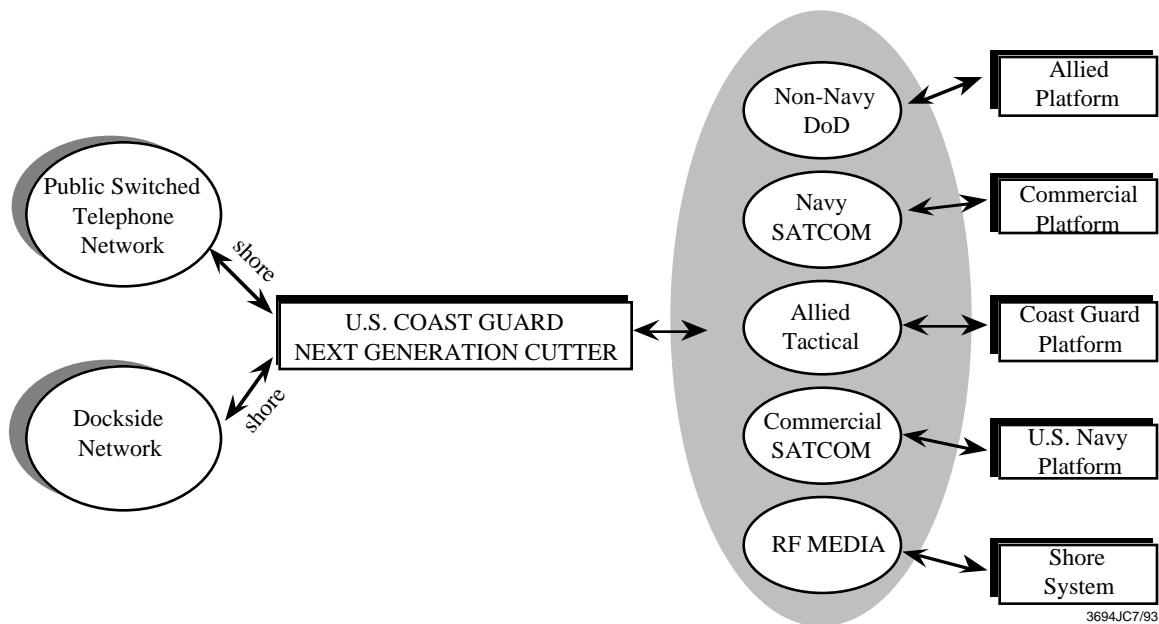 Public Switched
Telephone
Network
shore
Dockside
Network
shore
U.S. COAST GUARD
NEXT GENERATION CUTTER
Non-Navy
DoD
Navy
SATCOM
Allied
Tactical
Commercial
SATCOM
RF MEDIA
Allied
Platform
Commercial
Platform
Coast Guard
Platform
U.S. Navy
Platform
Shore
System
3694JC7/93